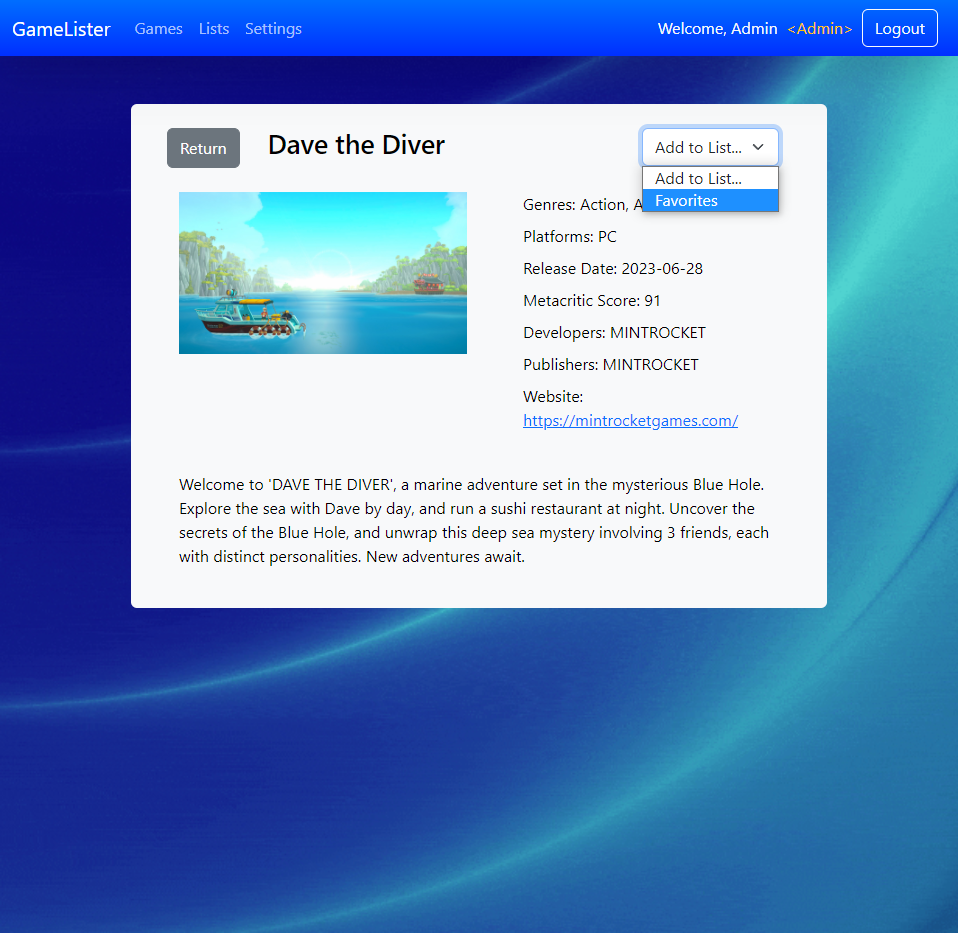 GameLister Games Lists Settings Welcome, Admin <Admin> Logout
Return Dave the Diver Add to List...
Add to List...
Favorites
Genres: Action,
Platforms: PC
Release Date: 2023-06-28
Metacritic Score: 91
Developers: MINTROCKET
Publishers: MINTROCKET
Website:
https://mintrocketgames.com/
Welcome to 'DAVE THE DIVER', a marine adventure set in the mysterious Blue Hole.
Explore the sea with Dave by day, and run a sushi restaurant at night. Uncover the
secrets of the Blue Hole, and unwrap this deep sea mystery involving 3 friends, each
with distinct personalities. New adventures await.